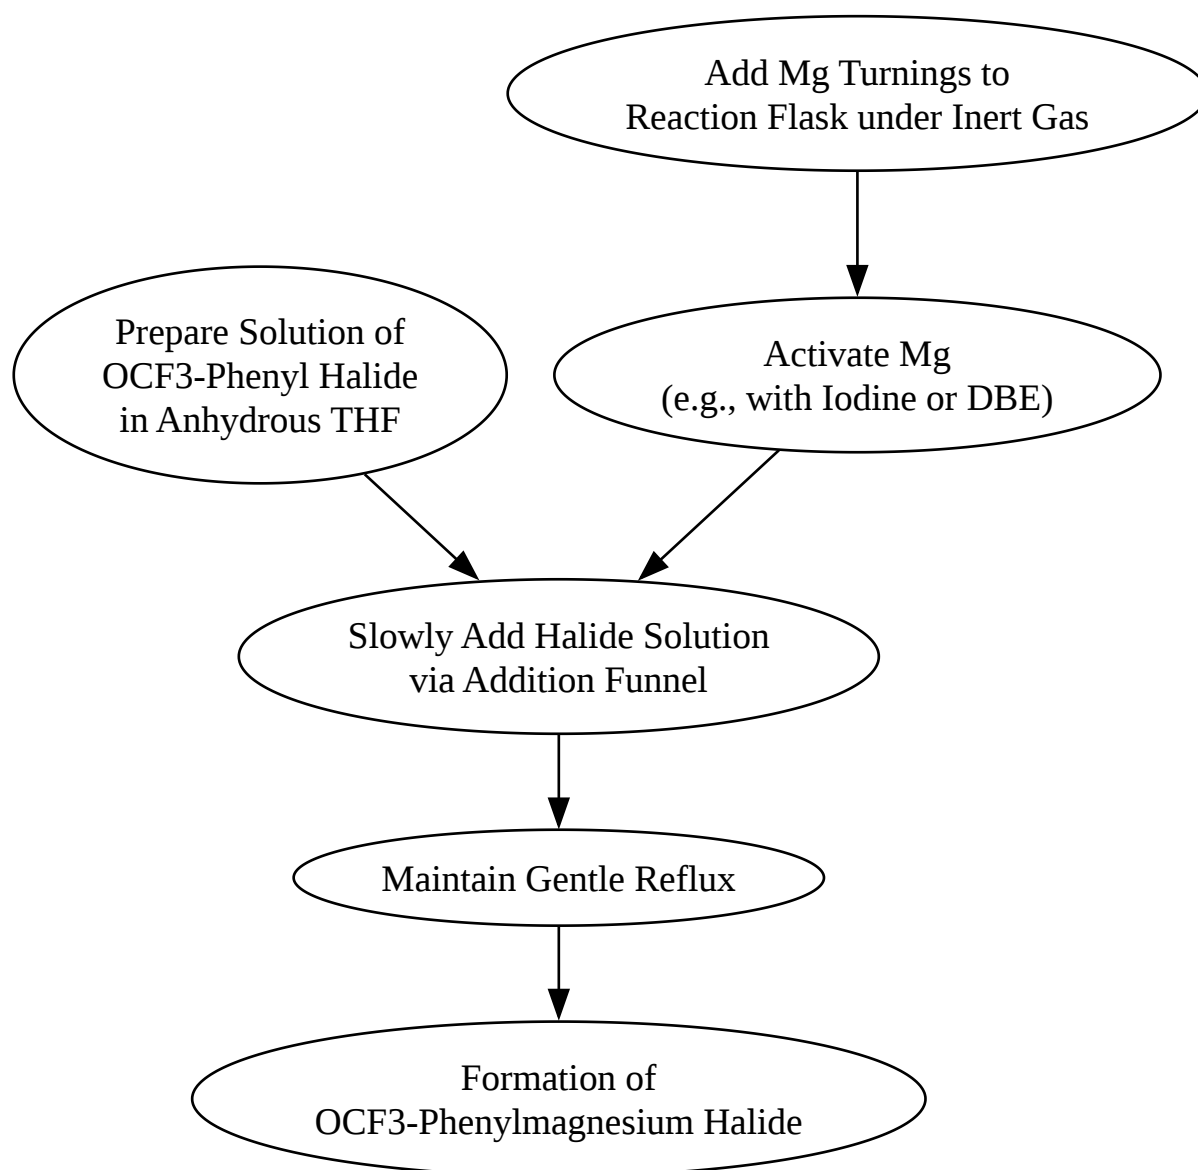 Add Mg Turnings to
Reaction Flask under Inert Gas
Prepare Solution of
OCF3-Phenyl Halide
in Anhydrous THF
Activate Mg
(e.g., with Iodine or DBE)
Slowly Add Halide Solution
via Addition Funnel
Maintain Gentle Reflux
Formation of
OCF3-Phenylmagnesium Halide